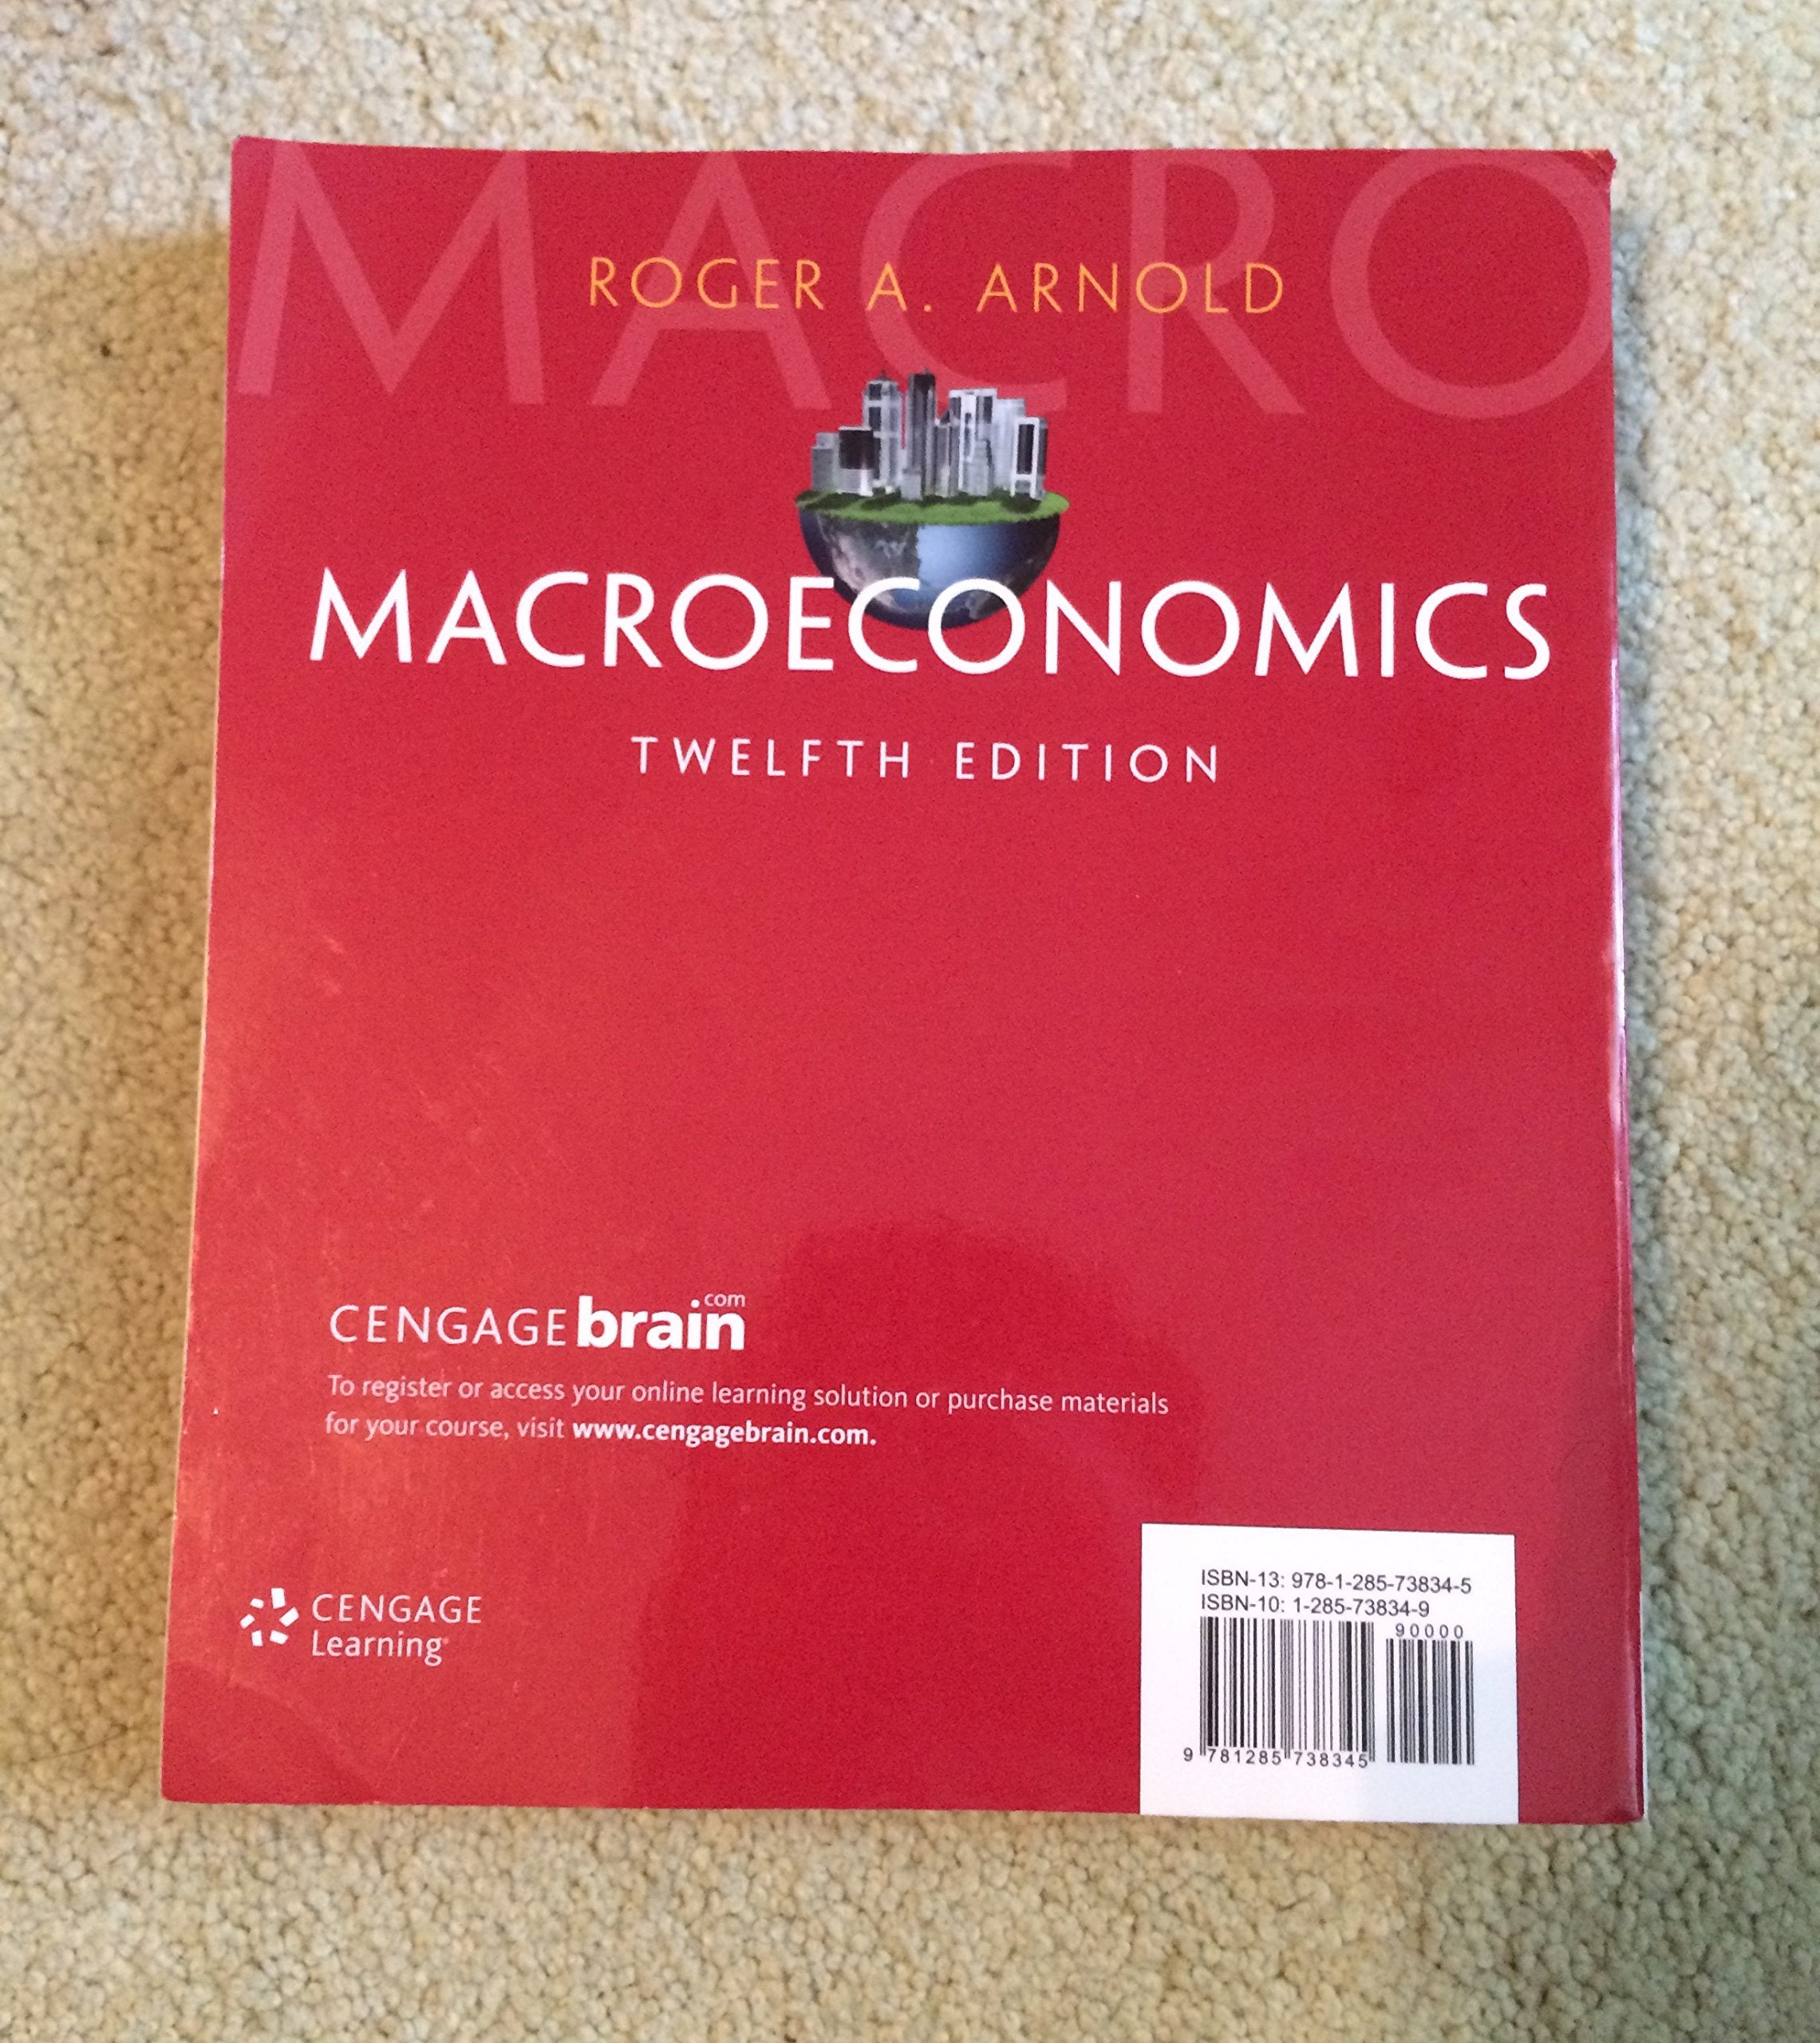 MACRO
ROGER A. ARNOLD
MACROECONOMICS
TWELFTH EDITION
CENGAGEbrain.com
To register or access your online learning solution or purchase materials
for your course, visit www.cengagebrain.com.
CENGAGE
Learning
ISBN-13: 978-1-285-73834-5
ISBN-10: 1-285-73834-9
90000
9 781285 738345